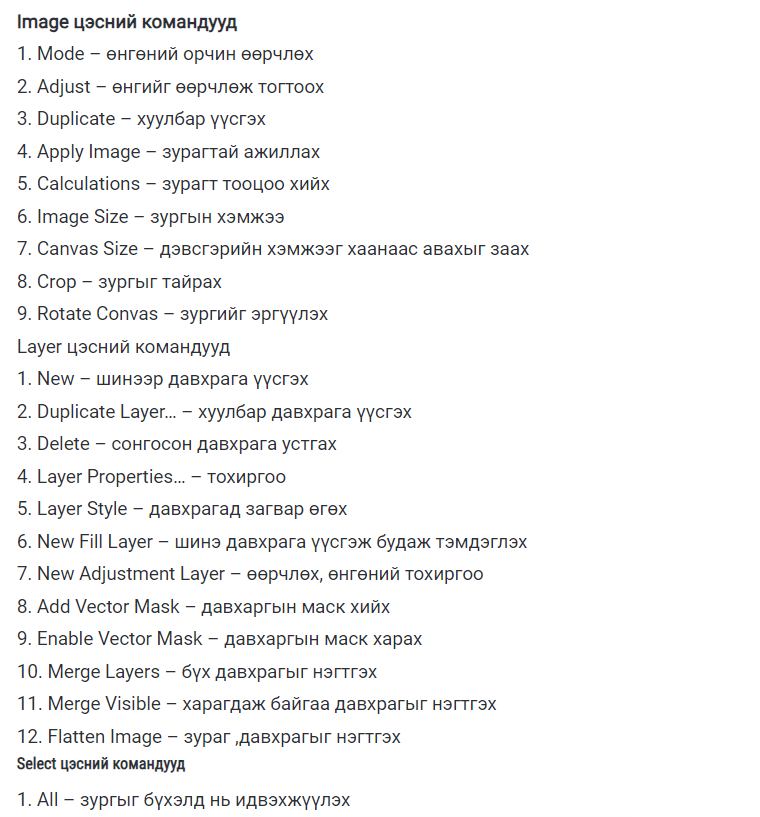 Image цэсний командууд
1. Mode – өнгөний орчин өөрчлөх
2. Adjust – өнгийг өөрчлөж тогтоох
3. Duplicate – хуулбар үүсгэх
4. Apply Image – зурагтай ажиллах
5. Calculations – зурагт тооцоо хийх
6. Image Size – зургын хэмжээ
7. Canvas Size – дэвсгэрийн хэмжээг хаанаас авахыг заах
8. Crop – зургыг тайрах
9. Rotate Convas – зургийг эргүүлэх
Layer цэсний командууд
1. New – шинээр давхрага үүсгэх
2. Duplicate Layer… – хуулбар давхрага үүсгэх
3. Delete – сонгосон давхрага устгах
4. Layer Properties… – тохиргоо
5. Layer Style – давхрагад загвар өгөх
6. New Fill Layer – шинэ давхрага үүсгэж будаж тэмдэглэх
7. New Adjustment Layer – өөрчлөх, өнгөний тохиргоо
8. Add Vector Mask – давхаргын маск хийх
9. Enable Vector Mask – давхаргын маск харах
10. Merge Layers – бүх давхрагыг нэгтгэх
11. Merge Visible – харагдаж байгаа давхрагыг нэгтгэх
12. Flatten Image – зураг ,давхрагыг нэгтгэх
Select цэсний командууд
1. All – зургыг бүхэлд нь идвэхжүүлэх